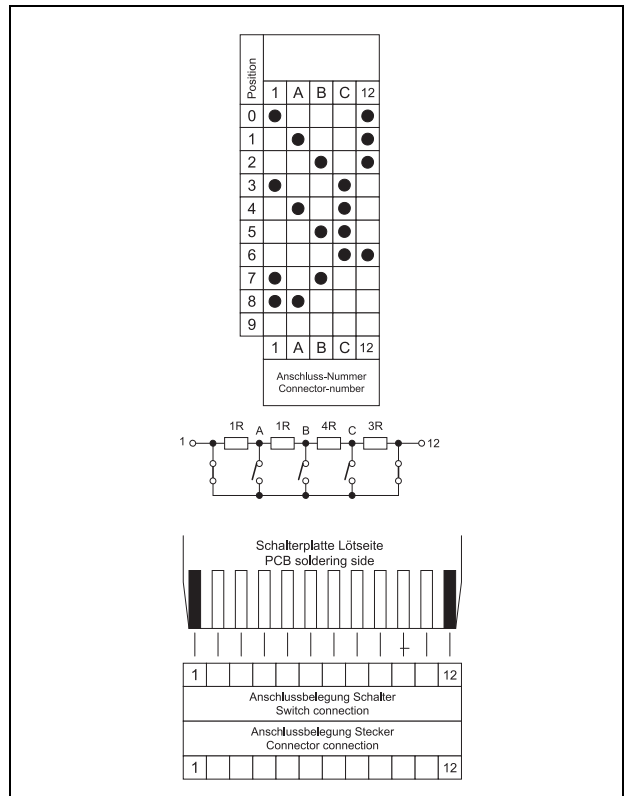 Position
1 A B C 12
0
1
2
3
4
5
6
7
8
9
1 A B C 12
Anschluss-Nummer
Connector-number
1R A 1R B 4R C 3R
1 12
Schalterplatte Lötseite
PCB soldering side
1 12
Anschlussbelegung Schalter
Switch connection
Anschlussbelegung Stecker
Connector connection
1 12